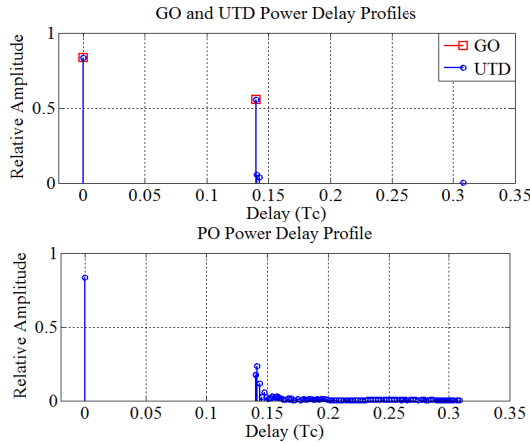 GO and UTD Power Delay Profiles
Relative Amplitude
1
0.5
0
GO
UTD
0 0.05 0.1 0.15 0.2 0.25 0.3 0.35
Delay (Tc)
PO Power Delay Profile
Relative Amplitude
1
0.5
0
0 0.05 0.1 0.15 0.2 0.25 0.3 0.35
Delay (Tc)